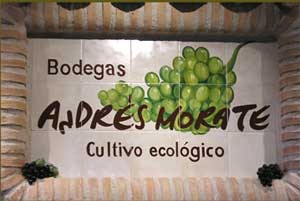 Bodegas
ANDRÉS MORATE
Cultivo ecológico